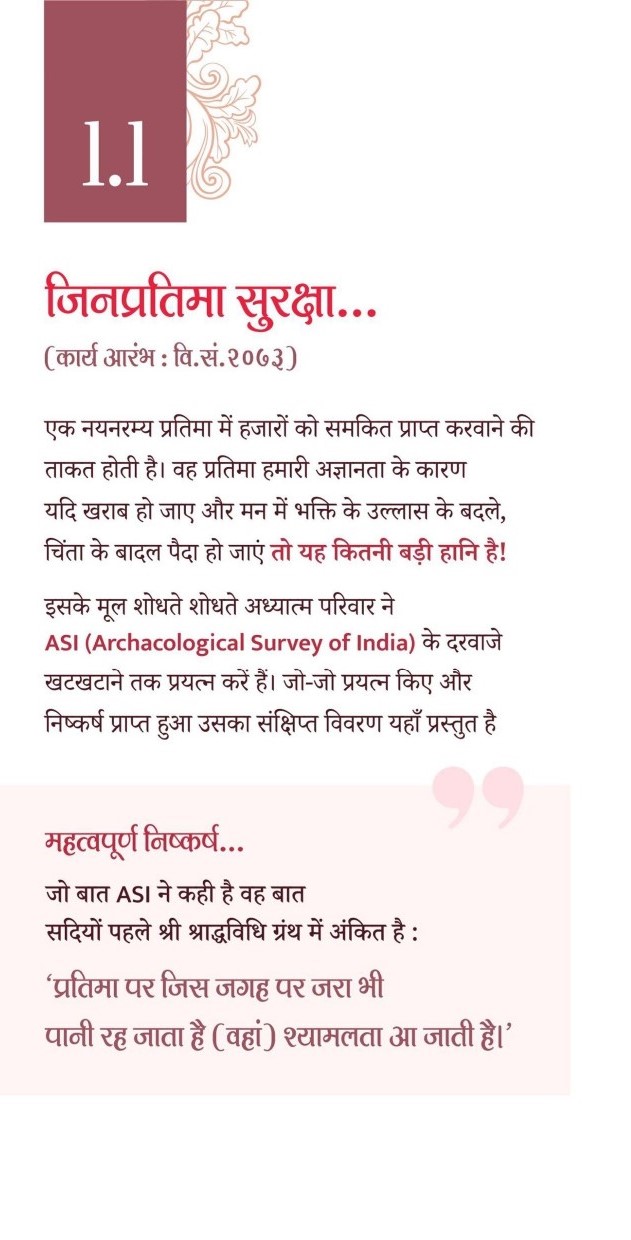 1.1
जिनप्रतिमा सुरक्षा...
(कार्य आरंभ : वि.सं.२०७३)
एक नयनरम्य प्रतिमा में हजारों को समकित प्राप्त करवाने की
ताकत होती है। वह प्रतिमा हमारी अज्ञानता के कारण
यदि खराब हो जाए और मन में भक्ति के उल्लास के बदले,
चिंता के बादल पैदा हो जाएं तो यह कितनी बड़ी हानि है!
इसके मूल शोधते शोधते अध्यात्म परिवार ने
ASI (Archacological Survey of India) के दरवाजे
खटखटाने तक प्रयत्न करें हैं। जो-जो प्रयत्न किए और
निष्कर्ष प्राप्त हुआ उसका संक्षिप्त विवरण यहाँ प्रस्तुत है
महत्वपूर्ण निष्कर्ष...
जो बात ASI ने कही है वह बात
सदियों पहले श्री श्राद्धविधि ग्रंथ में अंकित है :
‘प्रतिमा पर जिस जगह पर जरा भी
पानी रह जाता है (वहां) श्यामलता आ जाती है।’